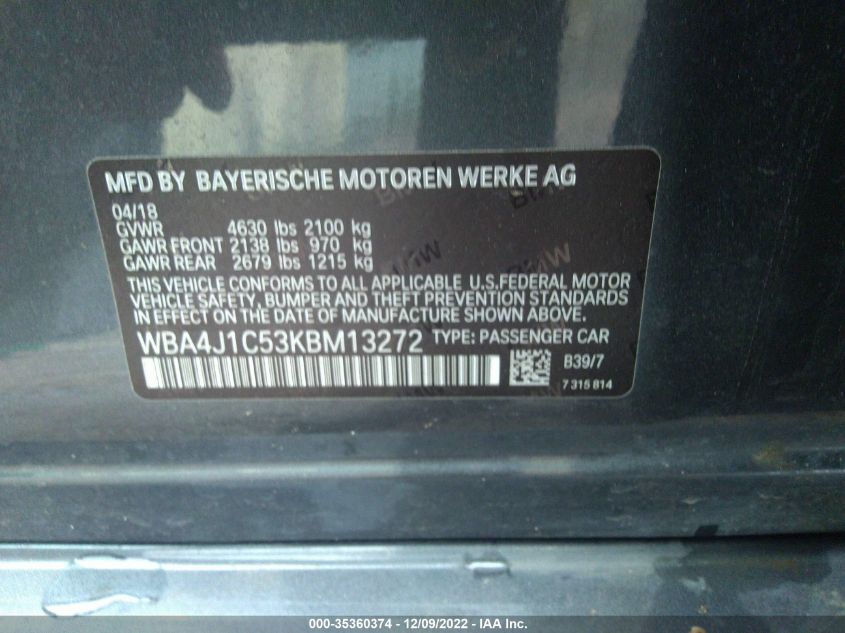 MFD BY BAYERISCHE MOTOREN WERKE AG
04/18
GVWR 4630 lbs 2100 kg
GAWR FRONT 2138 lbs 970 kg
GAWR REAR 2679 lbs 1215 kg
THIS VEHICLE CONFORMS TO ALL APPLICABLE U.S.FEDERAL MOTOR
VEHICLE SAFETY, BUMPER AND THEFT PREVENTION STANDARDS
IN EFFECT ON THE DATE OF MANUFACTURE SHOWN ABOVE.
WBA4J1C53KBM13272 TYPE: PASSENGER CAR
B39/7
7 315 814
000-35360374 - 12/09/2022 - IAA Inc.